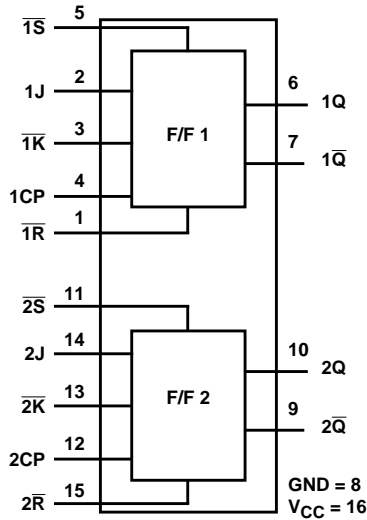 1S̅ 5
1J 2
1K̅ 3
1CP 4
1R̅ 1
F/F 1
6 1Q
7 1Q̅
2S̅ 11
2J 14
2K̅ 13
2CP 12
2R̅ 15
F/F 2
10 2Q
9 2Q̅
GND = 8
VCC = 16